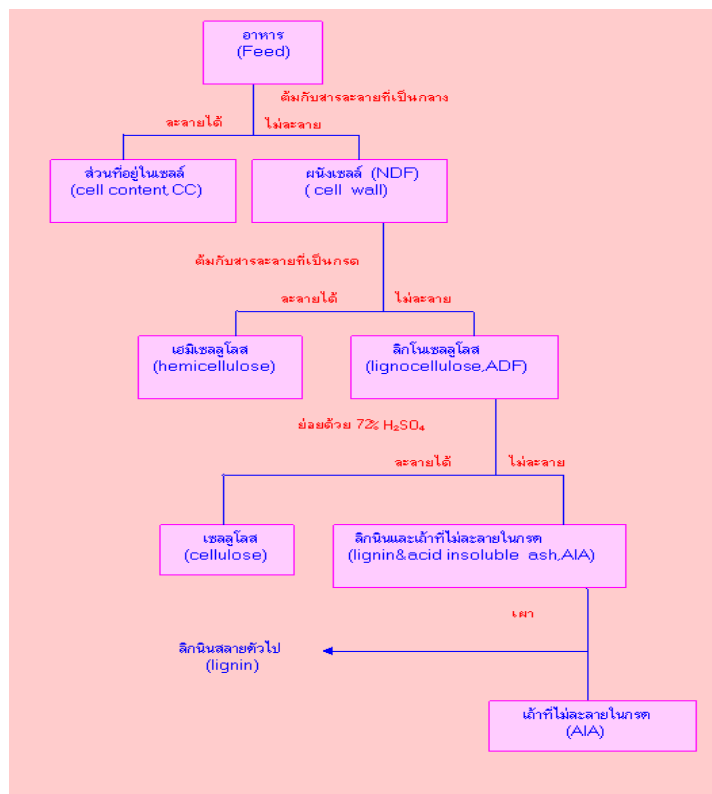 อาหาร
(Feed)
ต้มกับสารละลายที่เป็นกลาง
ละลายได้
ไม่ละลาย
ส่วนที่อยู่ในเซลล์
(cell content,CC)
ผนังเซลล์ (NDF)
( cell wall)
ต้มกับสารละลายที่เป็นกรด
ละลายได้
ไม่ละลาย
เฮมิเซลลูโลส
(hemicellulose)
ลิกโนเซลลูโลส
(lignocellulose,ADF)
ย่อยด้วย 72% H₂SO₄
ละลายได้
ไม่ละลาย
เซลลูโลส
(cellulose)
ลิกนินและเถ้าที่ไม่ละลายในกรด
(lignin&acid insoluble ash,AIA)
เผา
ลิกนินสลายตัวไป
(lignin)
เถ้าที่ไม่ละลายในกรด
(AIA)